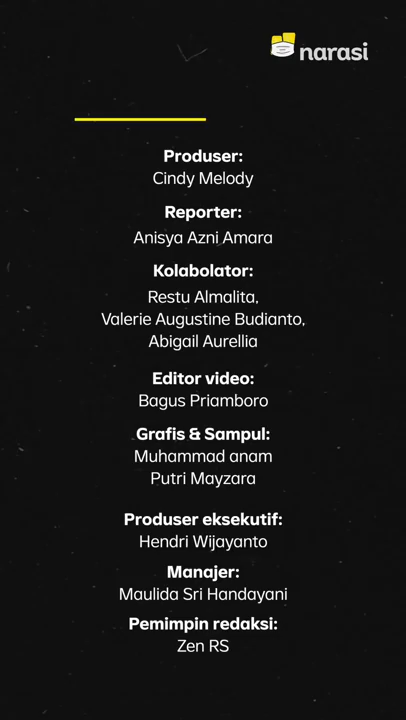 narasi
Produser:
Cindy Melody
Reporter:
Anisya Azni Amara
Kolabolator:
Restu Almalita,
Valerie Augustine Budianto,
Abigail Aurellia
Editor video:
Bagus Priamboro
Grafis & Sampul:
Muhammad anam
Putri Mayzara
Produser eksekutif:
Hendri Wijayanto
Manajer:
Maulida Sri Handayani
Pemimpin redaksi:
Zen RS